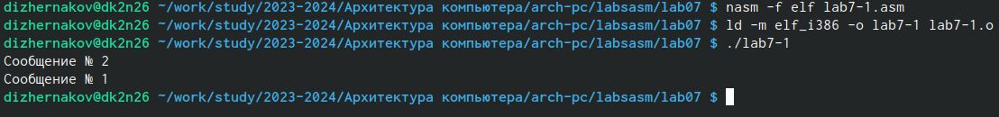 dizhernakov@dk2n26 ~/work/study/2023-2024/Архитектура компьютера/arch-pc/labsasm/lab07 $ nasm -f elf lab7-1.asm
dizhernakov@dk2n26 ~/work/study/2023-2024/Архитектура компьютера/arch-pc/labsasm/lab07 $ ld -m elf_i386 -o lab7-1 lab7-1.o
dizhernakov@dk2n26 ~/work/study/2023-2024/Архитектура компьютера/arch-pc/labsasm/lab07 $ ./lab7-1
Сообщение № 2
Сообщение № 1
dizhernakov@dk2n26 ~/work/study/2023-2024/Архитектура компьютера/arch-pc/labsasm/lab07 $